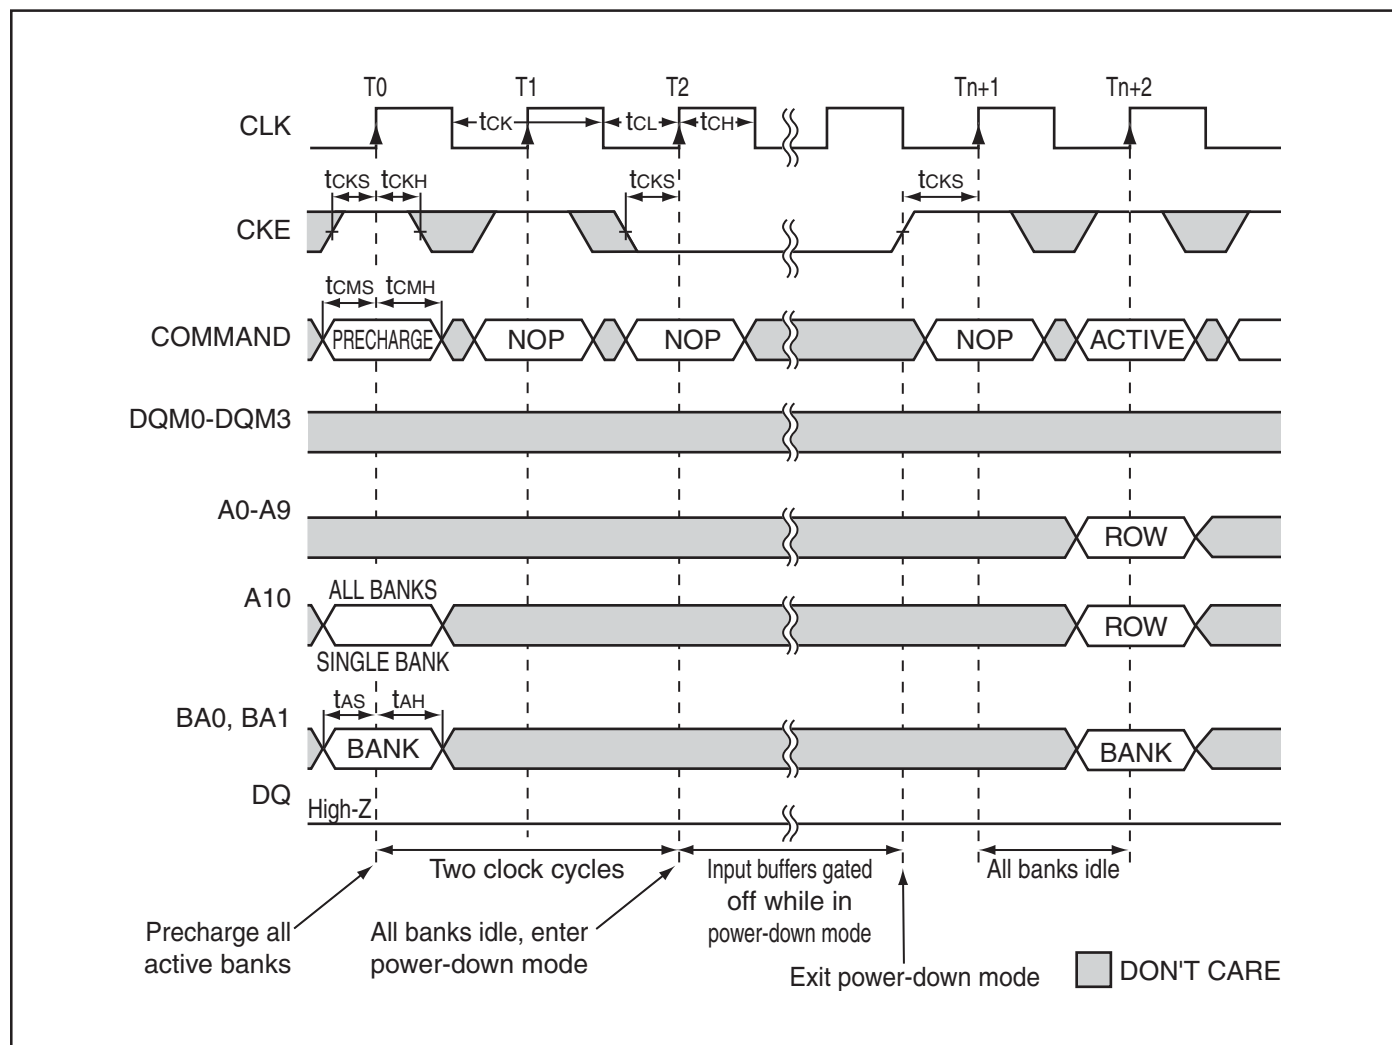 T0 T1 T2 Tn+1 Tn+2
CLK tCK tCL tCH
tCKS tCKH tCKS tCKS
CKE
tCMS tCMH
COMMAND PRECHARGE NOP NOP NOP ACTIVE
DQM0-DQM3
A0-A9 ROW
ALL BANKS
A10 ROW
SINGLE BANK
tAS tAH
BA0, BA1 BANK BANK
DQ
High-Z
Two clock cycles
Input buffers gated
off while in
power-down mode
All banks idle
Precharge all
active banks
All banks idle, enter
power-down mode
Exit power-down mode
DON'T CARE